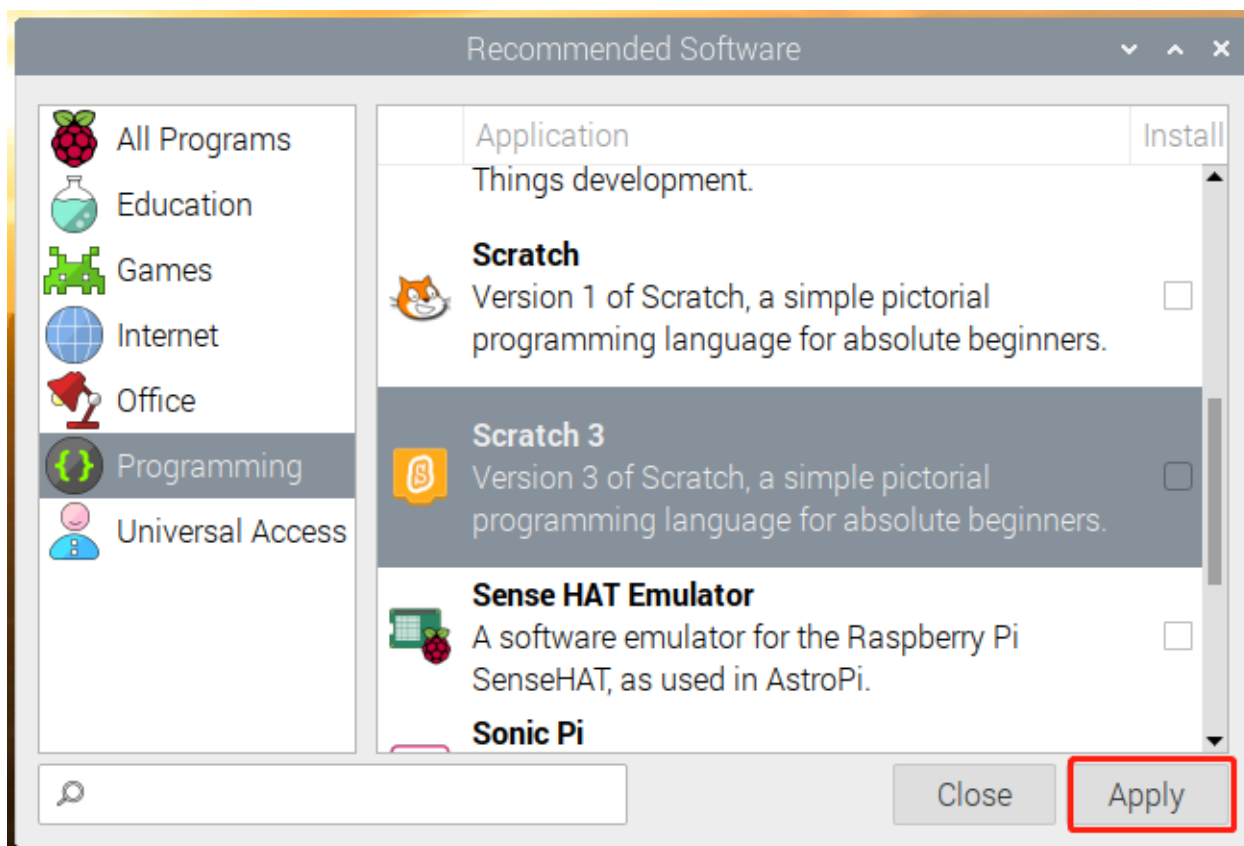 Recommended Software
All Programs
Education
Games
Internet
Office
Programming
Universal Access
Application
Install
Things development.
Scratch
Version 1 of Scratch, a simple pictorial
programming language for absolute beginners.
Scratch 3
Version 3 of Scratch, a simple pictorial
programming language for absolute beginners.
Sense HAT Emulator
A software emulator for the Raspberry Pi
SenseHAT, as used in AstroPi.
Sonic Pi
Close
Apply